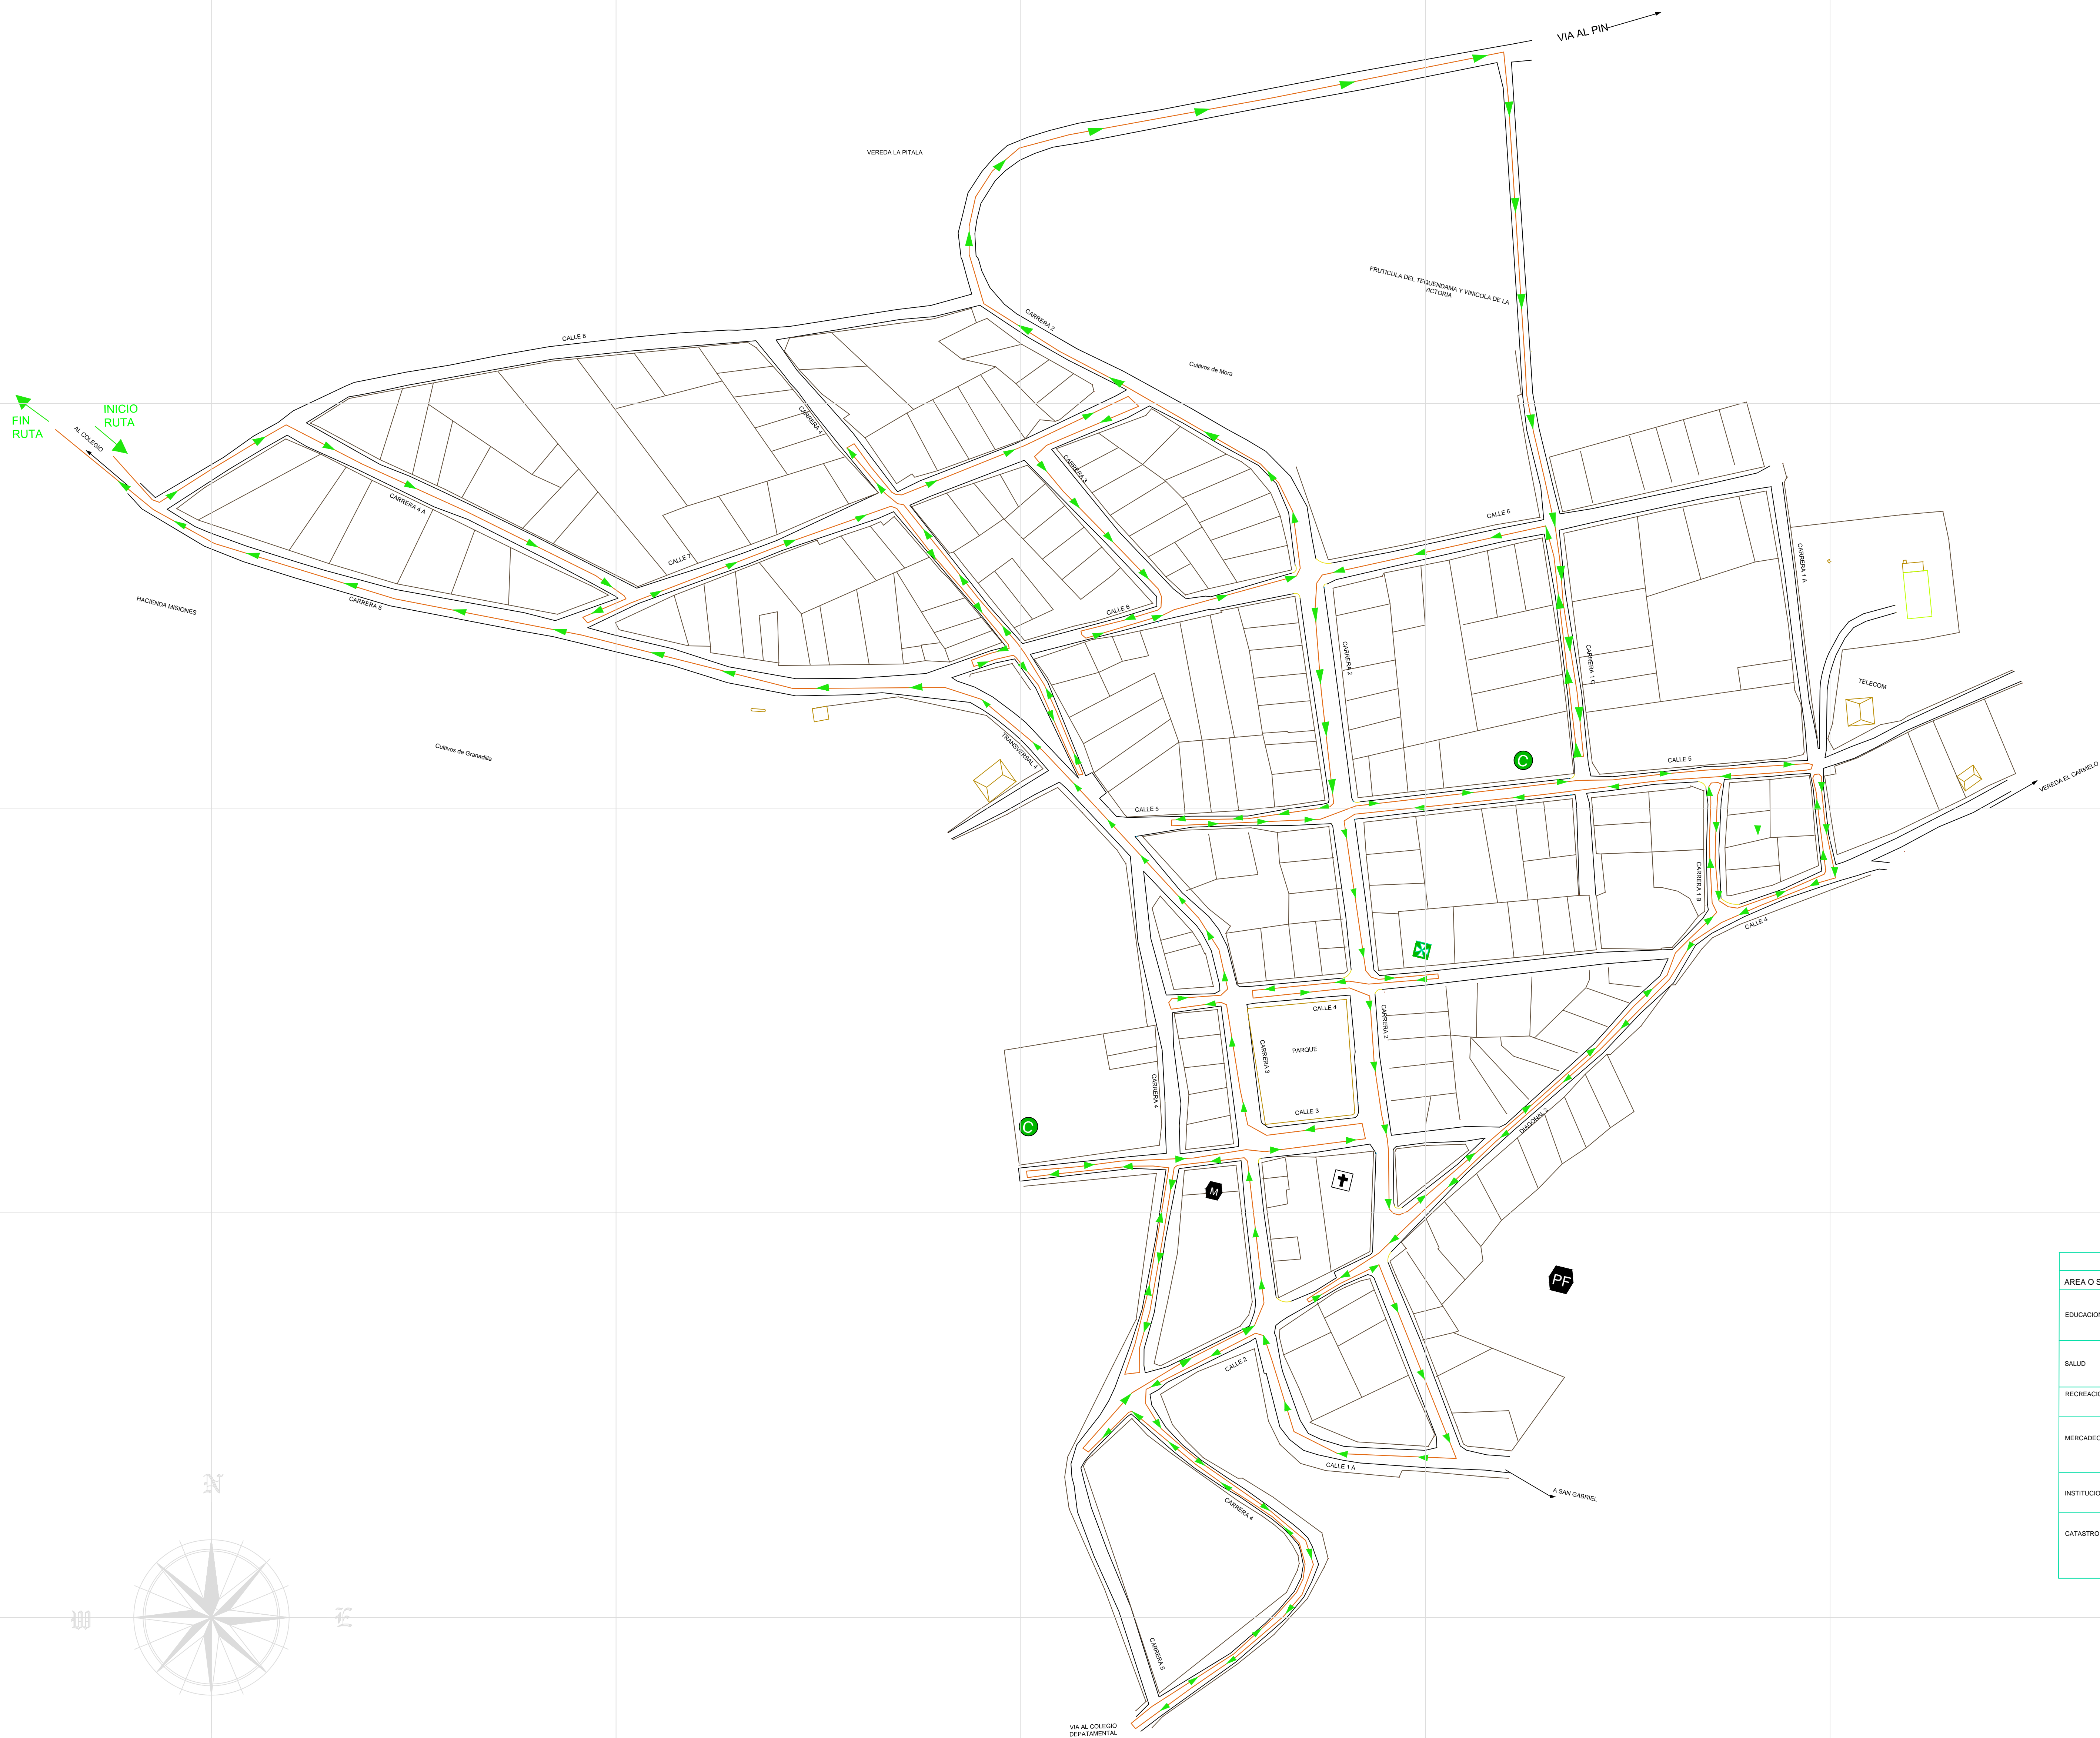 VIA AL PIN
VEREDA LA PITALA
FRUTICULA DEL TEQUENDAMA Y VINICOLA DE LA
VICTORIA
CARRERA 2
CALLE 8
Cultivos de Mora
FIN
RUTA
INICIO
RUTA
AL COLEGIO
CARRERA 4
CARRERA 3
CARRERA 4 A
CALLE 7
CALLE 6
CALLE 6
HACIENDA MISIONES
CARRERA 5
CARRERA 2
CARRERA 1 C
CARRERA 1 A
TELECOM
Cultivos de Granadilla
TRANSVERSAL 4
CALLE 5
CALLE 5
C
VEREDA EL CARMELO
CARRERA 1 B
CALLE 4
CALLE 4
CARRERA 2
CARRERA 3
PARQUE
CALLE 3
CARRERA 4
C
DIAGONAL 2
M
PF
CALLE 2
CALLE 1 A
A SAN GABRIEL
CARRERA 4
CARRERA 5
VIA AL COLEGIO
DEPATAMENTAL
N
W
E
AREA O S
EDUCACION
SALUD
RECREACIO
MERCADEO
INSTITUCIO
CATASTRO